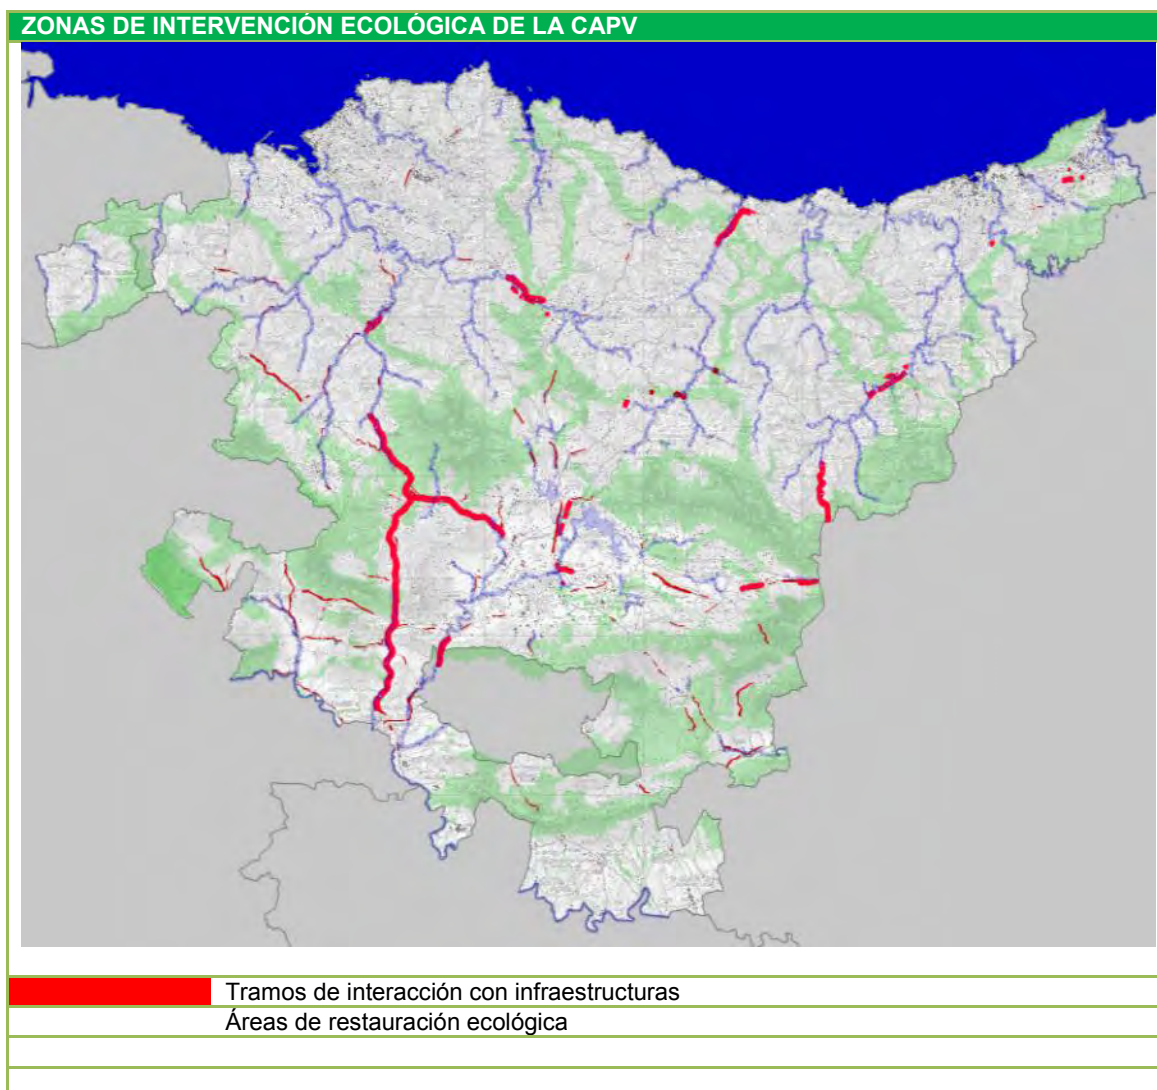 ZONAS DE INTERVENCIÓN ECOLÓGICA DE LA CAPV
Tramos de interacción con infraestructuras
Áreas de restauración ecológica